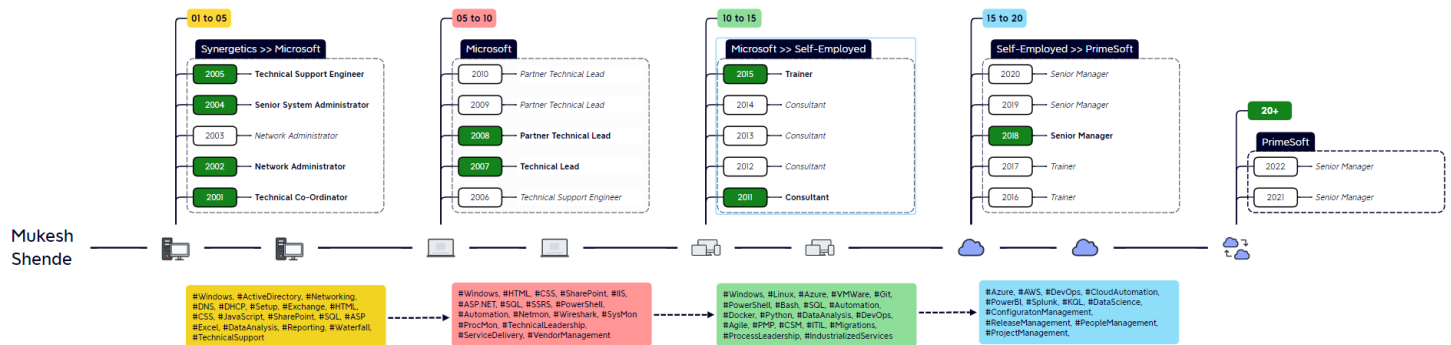 01 to 05
Synergetics >> Microsoft
2005 Technical Support Engineer
2004 Senior System Administrator
2003 Network Administrator
2002 Network Administrator
2001 Technical Co-Ordinator
05 to 10
Microsoft
2010 Partner Technical Lead
2009 Partner Technical Lead
2008 Partner Technical Lead
2007 Technical Lead
2006 Technical Support Engineer
10 to 15
Microsoft >> Self-Employed
2015 Trainer
2014 Consultant
2013 Consultant
2012 Consultant
2011 Consultant
15 to 20
Self-Employed >> PrimeSoft
2020 Senior Manager
2019 Senior Manager
2018 Senior Manager
2017 Trainer
2016 Trainer
20+
PrimeSoft
2022 Senior Manager
2021 Senior Manager
Mukesh
Shende
#Windows, #ActiveDirectory, #Networking,
#DNS, #DHCP, #Setup, #Exchange, #HTML,
#CSS, #JavaScript, #SharePoint, #SQL, #ASP
#Excel, #DataAnalysis, #Reporting, #Waterfall,
#TechnicalSupport
#Windows, #HTML, #CSS, #SharePoint, #IIS,
#ASP.NET, #SQL, #SSRS, #PowerShell,
#Automation, #Netmon, #Wireshark, #SysMon
#ProcMon, #TechnicalLeadership,
#ServiceDelivery, #VendorManagement
#Windows, #Linux, #Azure, #VMWare, #Git,
#PowerShell, #Bash, #SQL, #Automation,
#Docker, #Python, #DataAnalysis, #DevOps,
#Agile, #PMP, #CSM, #ITIL, #Migrations,
#ProcessLeadership, #IndustrializedServices
#Azure, #AWS, #DevOps, #CloudAutomation,
#PowerBI, #Splunk, #KQL, #DataScience,
#ConfiguratonManagement,
#ReleaseManagement, #PeopleManagement,
#ProjectManagement,